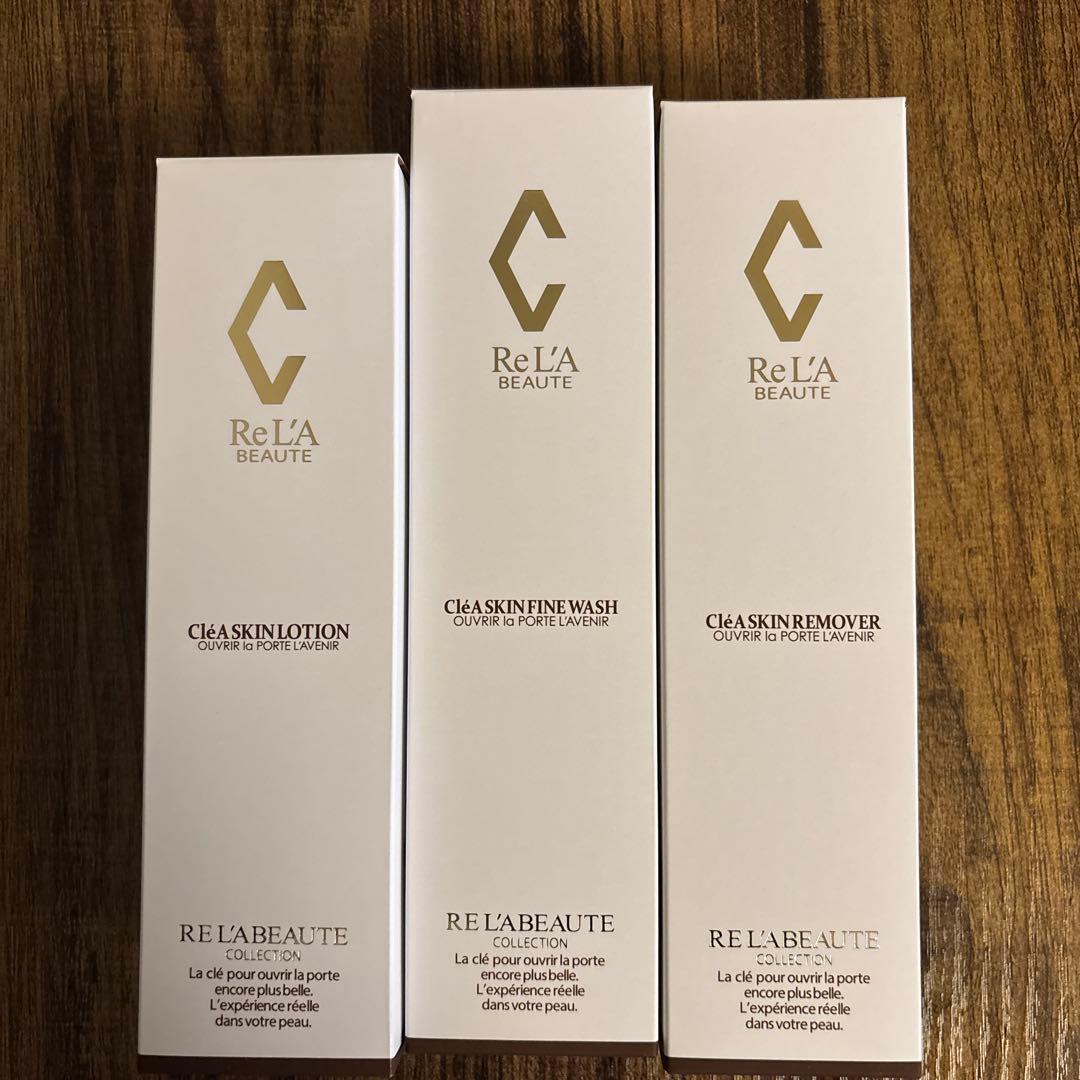 ReL'A
BEAUTE
CléA SKIN LOTION
OUVRIR la PORTE L'AVENIR
RE L'ABEAUTE
COLLECTION
La clé pour ouvrir la porte
encore plus belle.
L'expérience réelle
dans votre peau.
ReL'A
BEAUTE
CléA SKIN FINE WASH
OUVRIR la PORTE L'AVENIR
RE L'ABEAUTE
COLLECTION
La clé pour ouvrir la porte
encore plus belle.
L'expérience réelle
dans votre peau.
ReL'A
BEAUTE
CléA SKIN REMOVER
OUVRIR la PORTE L'AVENIR
RE L'ABEAUTE
COLLECTION
La clé pour ouvrir la porte
encore plus belle.
L'expérience réelle
dans votre peau.